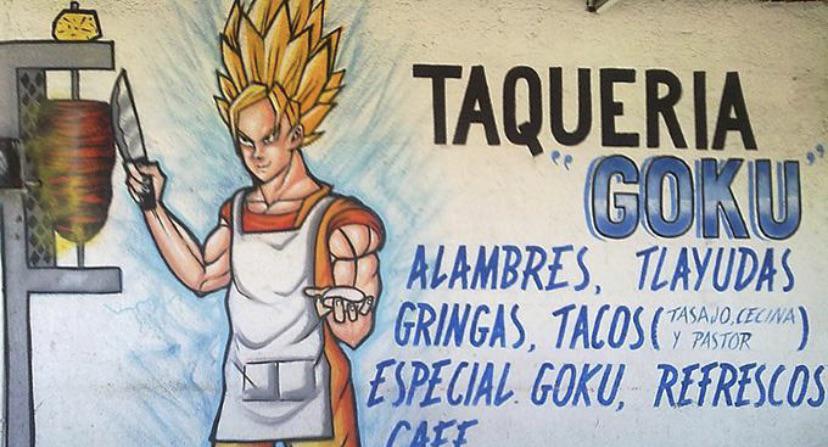 TAQUERIA
"GOKU"
ALAMBRES, TLAYUDAS
GRINGAS, TACOS (TASAJO, CECINA
Y PASTOR)
ESPECIAL GOKU, REFRESCOS
CAFE